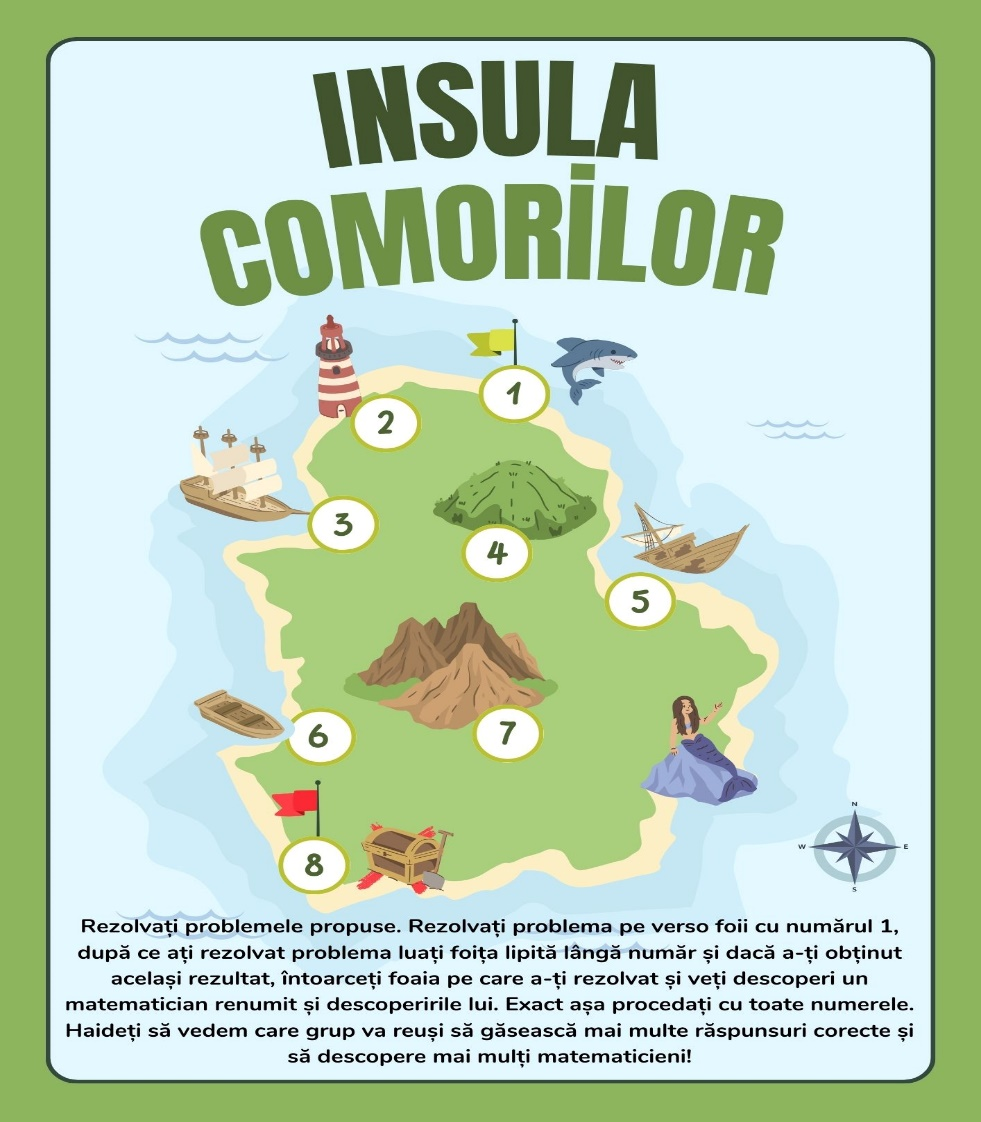 INSULA
COMORİLOR
1
2
3
4
5
6
7
8
N
W
E
S
Rezolvați problemele propuse. Rezolvați problema pe verso foii cu numărul 1,
după ce ați rezolvat problema luați foița lipită lângă număr și dacă a-ți obținut
același rezultat, întoarceți foaia pe care a-ți rezolvat și veți descoperi un
matematician renumit și descoperirile lui. Exact așa procedați cu toate numerele.
Haideți să vedem care grup va reuși să găsească mai multe răspunsuri corecte și
să descopere mai mulți matematicieni!